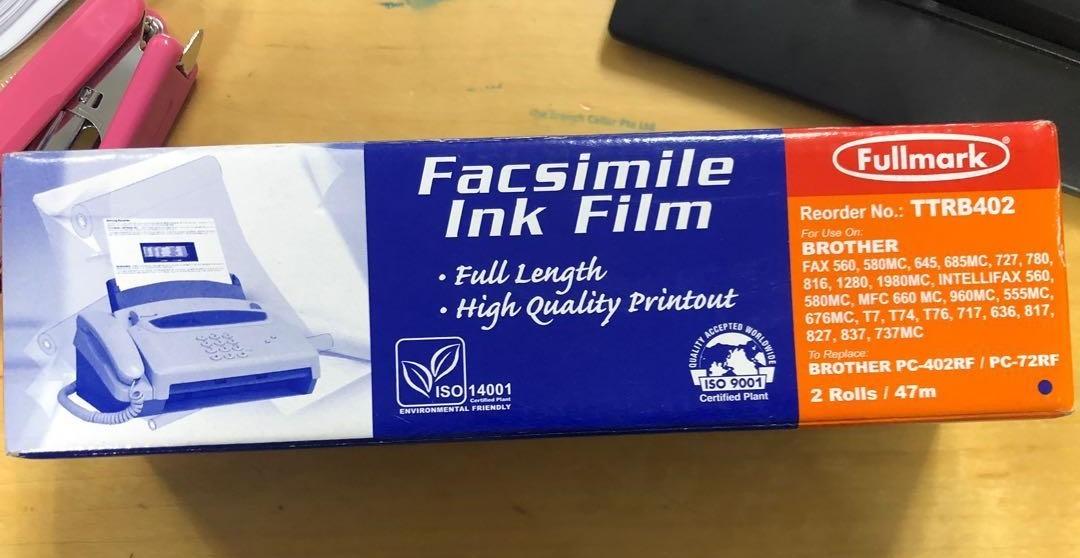 Facsimile
Ink Film
• Full Length
• High Quality Printout
ISO 14001
Certified Plant
ENVIRONMENTAL FRIENDLY
QUALITY ACCEPTED WORLDWIDE
ISO 9001
Certified Plant
Fullmark
Reorder No.: TTRB402
For Use On:
BROTHER
FAX 560, 580MC, 645, 685MC, 727, 780,
816, 1280, 1980MC, INTELLIFAX 560,
580MC, MFC 660 MC, 960MC, 555MC,
676MC, T7, T74, T76, 717, 636, 817,
827, 837, 737MC
To Replace:
BROTHER PC-402RF / PC-72RF
2 Rolls / 47m